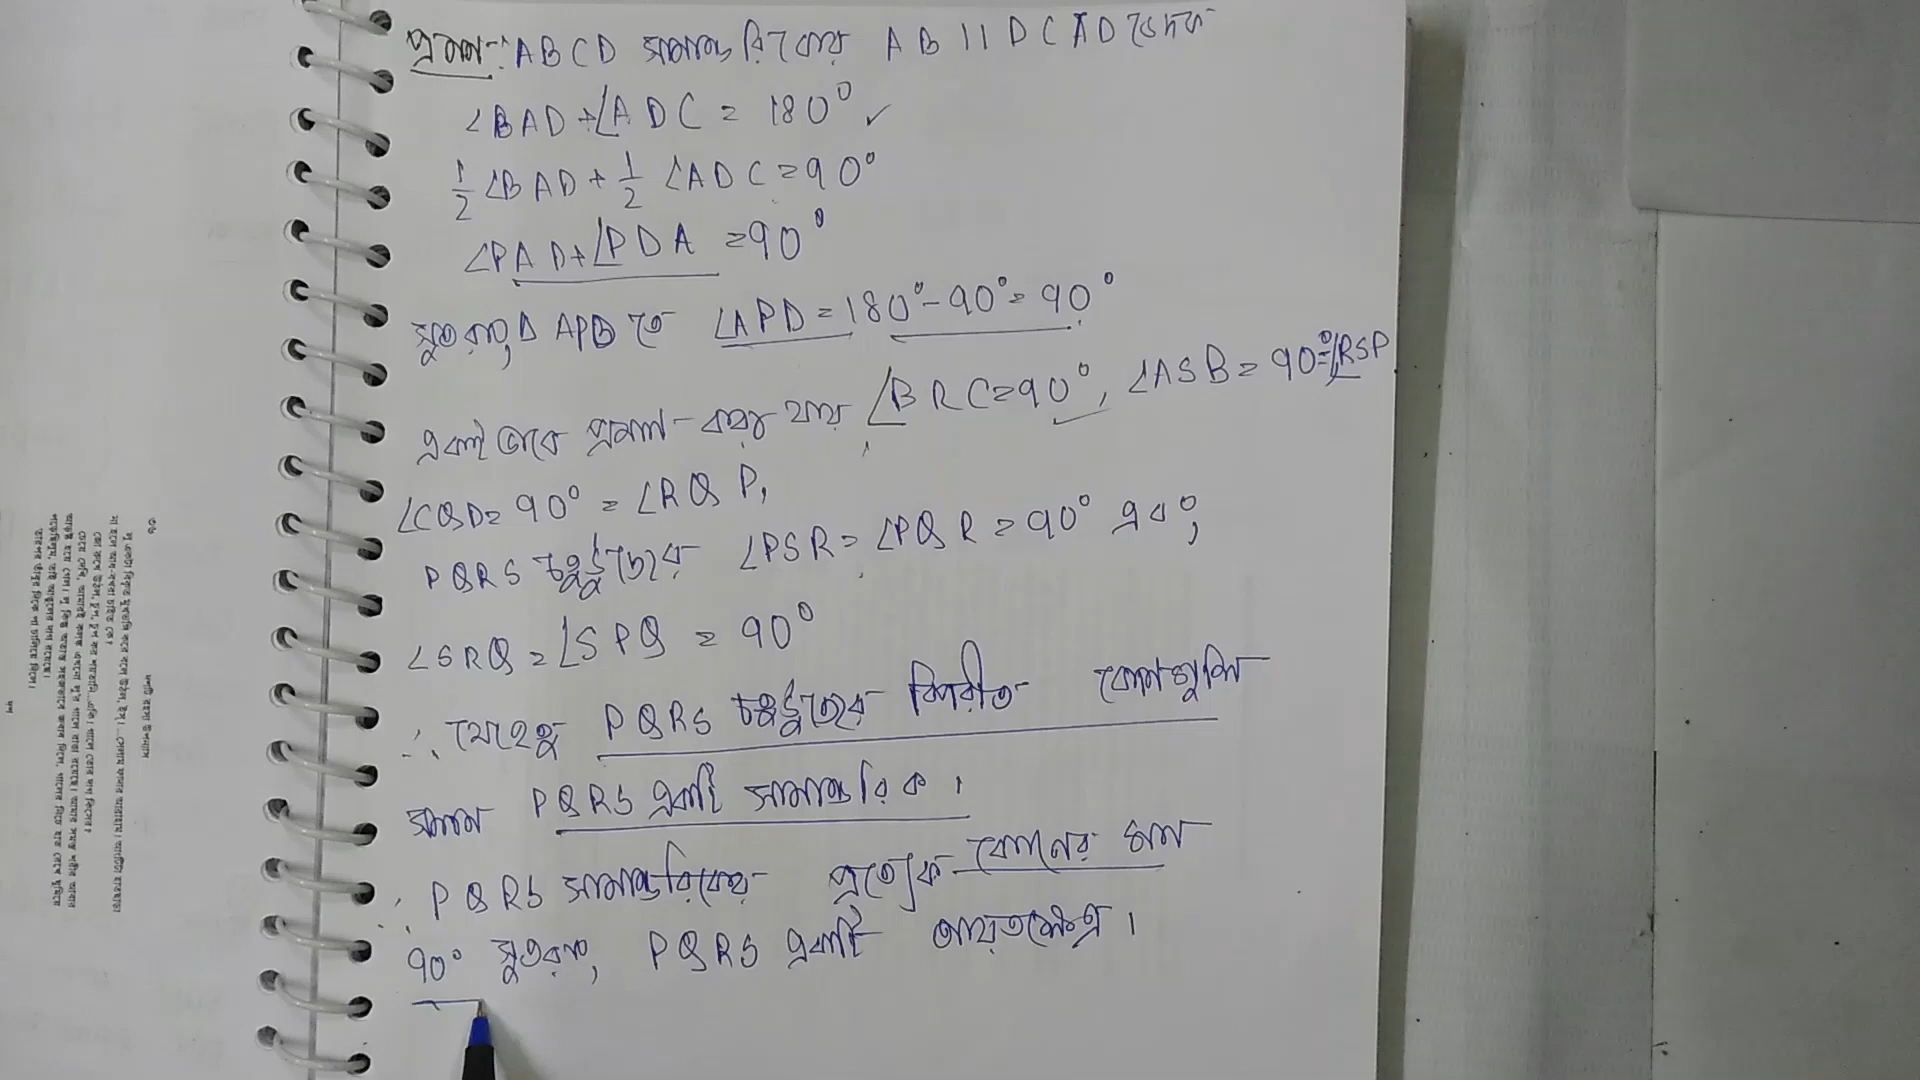 প্রমাণ:- ABCD সামান্তরিকের AB || DC AD ছেদক
∠BAD + ∠ADC = 180° ✓
1/2 ∠BAD + 1/2 ∠ADC = 90°
∠PAD + ∠PDA = 90°
সুতরাং, Δ APD তে ∠APD = 180° - 90° = 90°
একই ভাবে প্রমাণ করা যায় ∠BRC = 90°, ∠ASB = 90° = ∠RSP
∠CQD = 90° = ∠RQP,
PQRS চতুর্ভুজের ∠PSR = ∠PQR = 90° এবং
∠SRQ = ∠SPQ = 90°
∴ যেহেতু PQRS চতুর্ভুজের বিপরীত কোণগুলি
সমান PQRS একটি সামান্তরিক।
∴ PQRS সামান্তরিকের প্রত্যেক কোণের মান
90° সুতরাং, PQRS একটি আয়তক্ষেত্র।